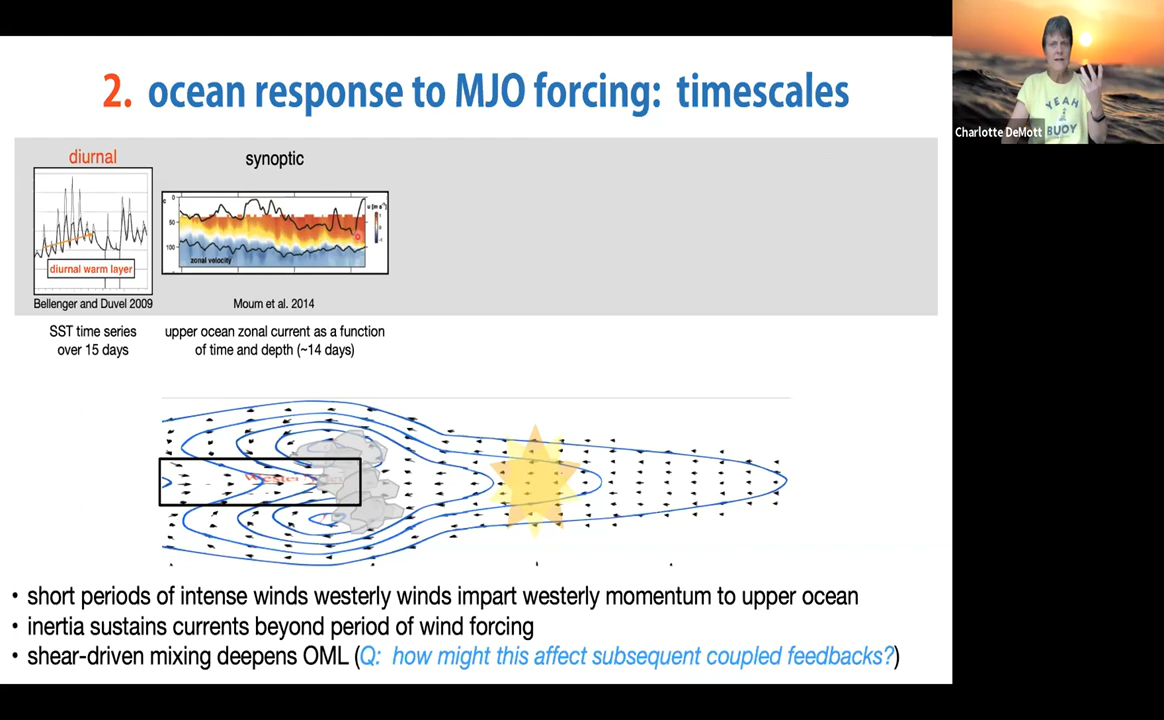 2. ocean response to MJO forcing: timescales
diurnal
synoptic
diurnal warm layer
0
50
100
zonal velocity
Bellenger and Duvel 2009
Moum et al. 2014
SST time series
over 15 days
upper ocean zonal current as a function
of time and depth (~14 days)
• short periods of intense winds westerly winds impart westerly momentum to upper ocean
• inertia sustains currents beyond period of wind forcing
• shear-driven mixing deepens OML (Q: how might this affect subsequent coupled feedbacks?)
YEAH
BUOY
Charlotte DeMott